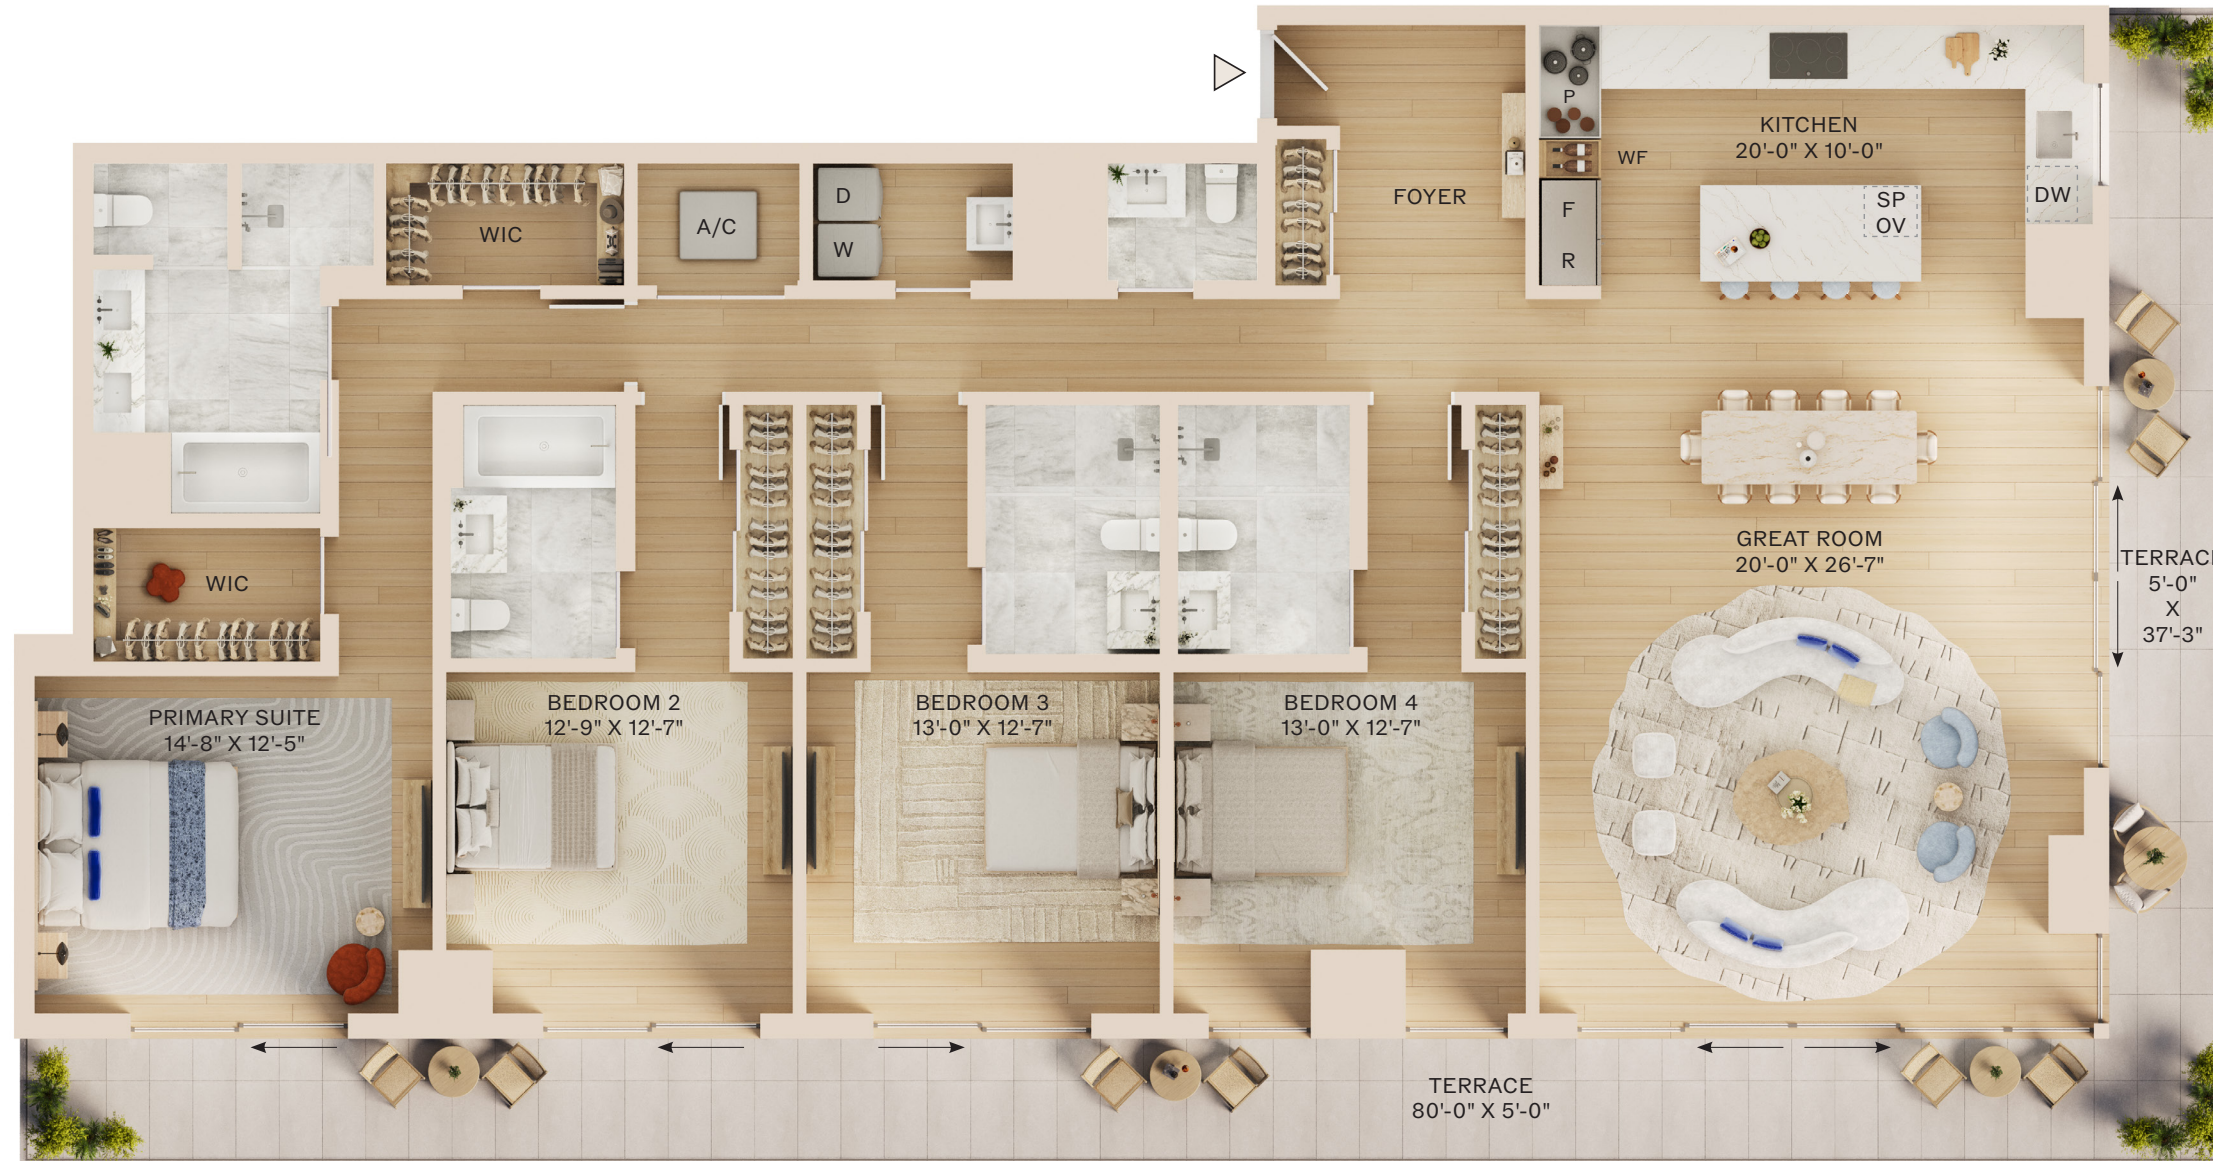 P
KITCHEN
20'-0" X 10'-0"
WF
FOYER
F
R
SP
OV
DW
D
W
A/C
WIC
WIC
GREAT ROOM
20'-0" X 26'-7"
TERRACE
5'-0"
X
37'-3"
PRIMARY SUITE
14'-8" X 12'-5"
BEDROOM 2
12'-9" X 12'-7"
BEDROOM 3
13'-0" X 12'-7"
BEDROOM 4
13'-0" X 12'-7"
TERRACE
80'-0" X 5'-0"